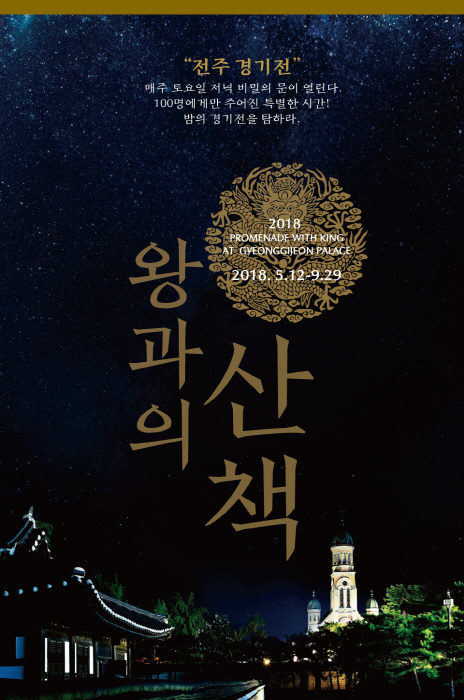 “전주 경기전”
매주 토요일 저녁 비밀의 문이 열린다.
100명에게만 주어진 특별한 시간!
밤의 경기전을 탐하라.
2018
PROMENADE WITH KING
AT GYEONGGIJEON PALACE
2018. 5.12-9.29
왕과의
산책